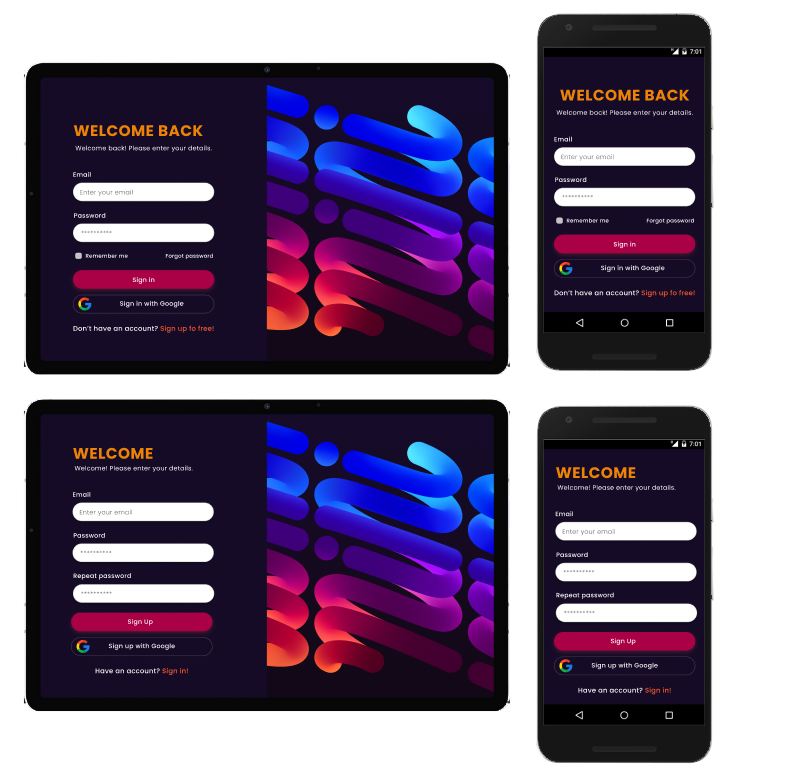 WELCOME BACK
Welcome back! Please enter your details.
Email
Enter your email
Password
**********
Remember me Forgot password
Sign in
Sign in with Google
Don't have an account? Sign up fo free!
7:01
WELCOME BACK
Welcome back! Please enter your details.
Email
Enter your email
Password
**********
Remember me Forgot password
Sign in
Sign in with Google
Don't have an account? Sign up fo free!
WELCOME
Welcome! Please enter your details.
Email
Enter your email
Password
**********
Repeat password
**********
Sign Up
Sign up with Google
Have an account? Sign in!
7:01
WELCOME
Welcome! Please enter your details.
Email
Enter your email
Password
**********
Repeat password
**********
Sign Up
Sign up with Google
Have an account? Sign in!